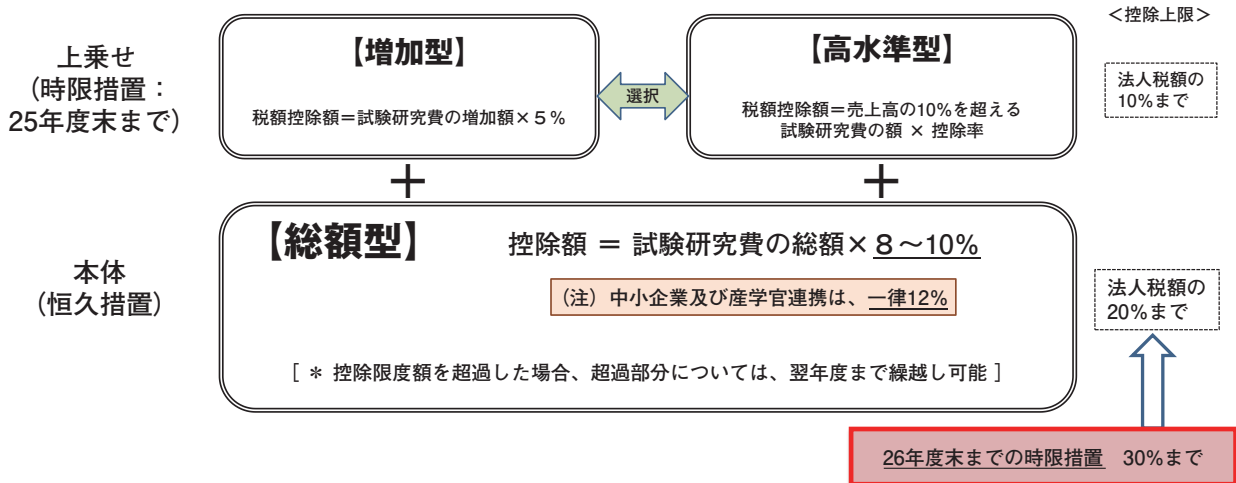 ＜控除上限＞
上乗せ
（時限措置：
25年度末まで）
【増加型】
税額控除額＝試験研究費の増加額×５％
選択
【高水準型】
税額控除額＝売上高の10%を超える
試験研究費の額 × 控除率
法人税額の
10%まで
＋
＋
本体
（恒久措置）
【総額型】 控除額 ＝ 試験研究費の総額×８～10%
（注）中小企業及び産学官連携は、一律12%
［ ＊ 控除限度額を超過した場合、超過部分については、翌年度まで繰越し可能 ］
法人税額の
20%まで
26年度末までの時限措置 30%まで